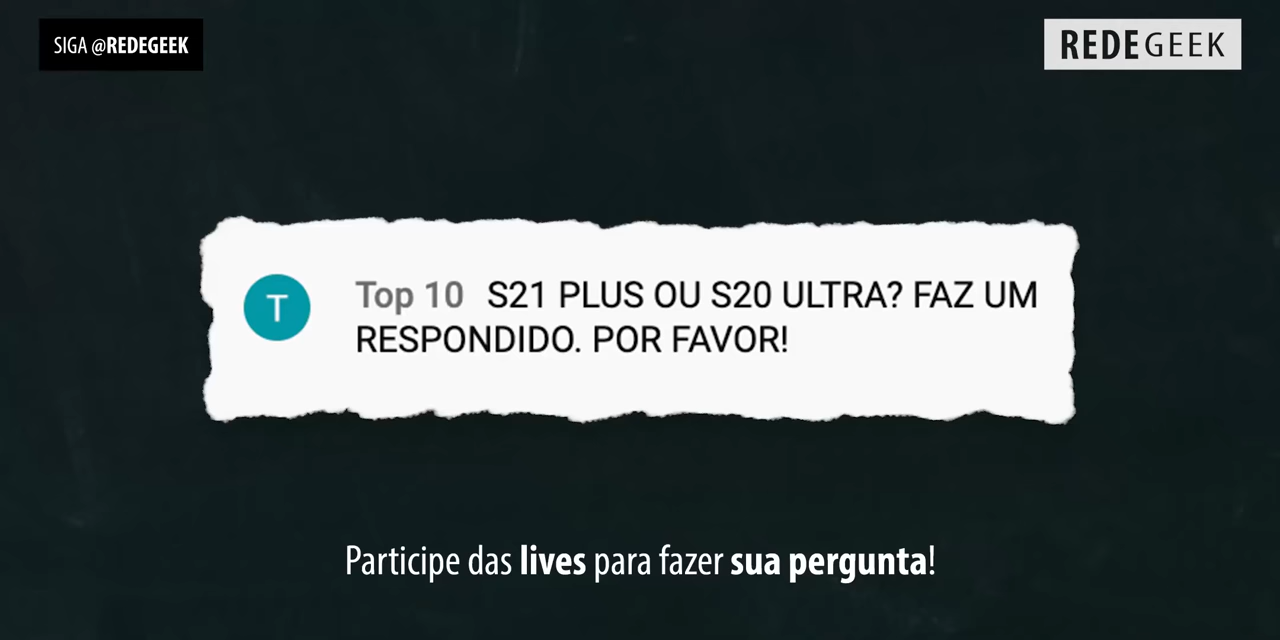 SIGA @REDEGEEK
REDEGEEK
T
Top 10 S21 PLUS OU S20 ULTRA? FAZ UM
RESPONDIDO. POR FAVOR!
Participe das lives para fazer sua pergunta!